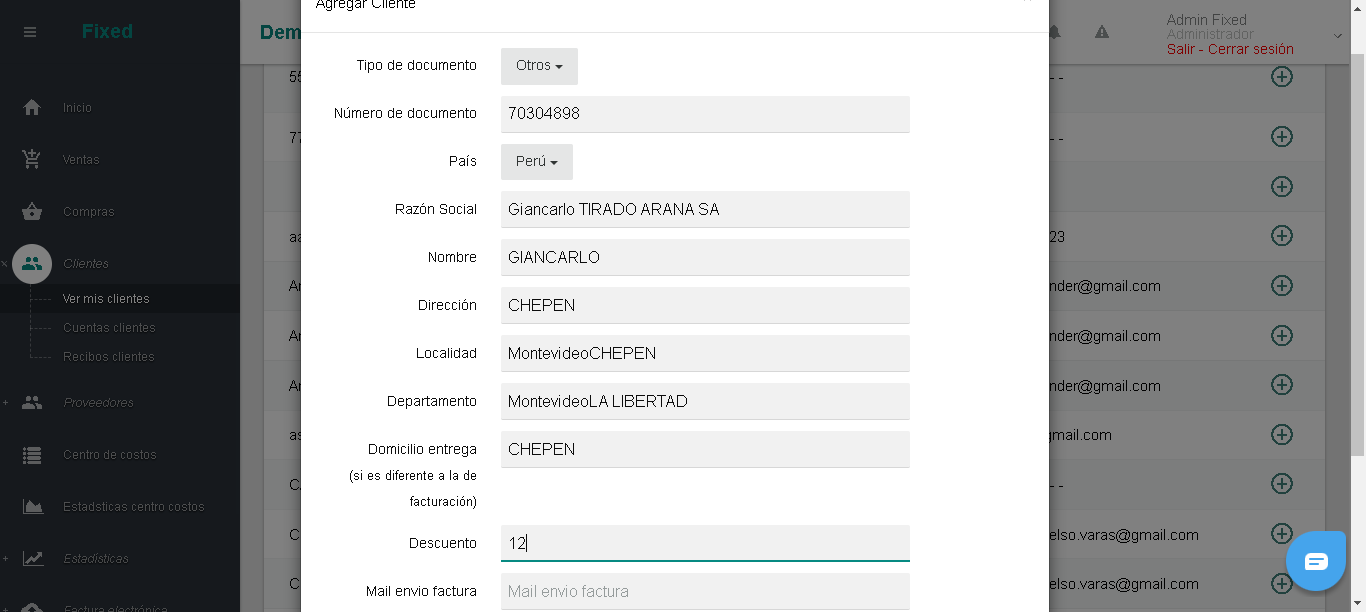 Agregar Cliente
Fixed
Dem
Admin Fixed
Administrador
Salir - Cerrar sesión
Tipo de documento
Otros
55
- -
Inicio
Número de documento
70304898
77
- -
Ventas
País
Perú
Compras
Razón Social
Giancarlo TIRADO ARANA SA
aa
23
Clientes
Nombre
GIANCARLO
Ver mis clientes
nder@gmail.com
Dirección
CHEPEN
Cuentas clientes
nder@gmail.com
Recibos clientes
Localidad
MontevideoCHEPEN
nder@gmail.com
Proveedores
Departamento
MontevideoLA LIBERTAD
as
gmail.com
Centro de costos
Domicilio entrega
(si es diferente a la de
facturación)
CHEPEN
- -
Estadsticas centro costos
Descuento
12
elso.varas@gmail.com
Estadísticas
Mail envio factura
Mail envio factura
elso.varas@gmail.com
Factura electrónica